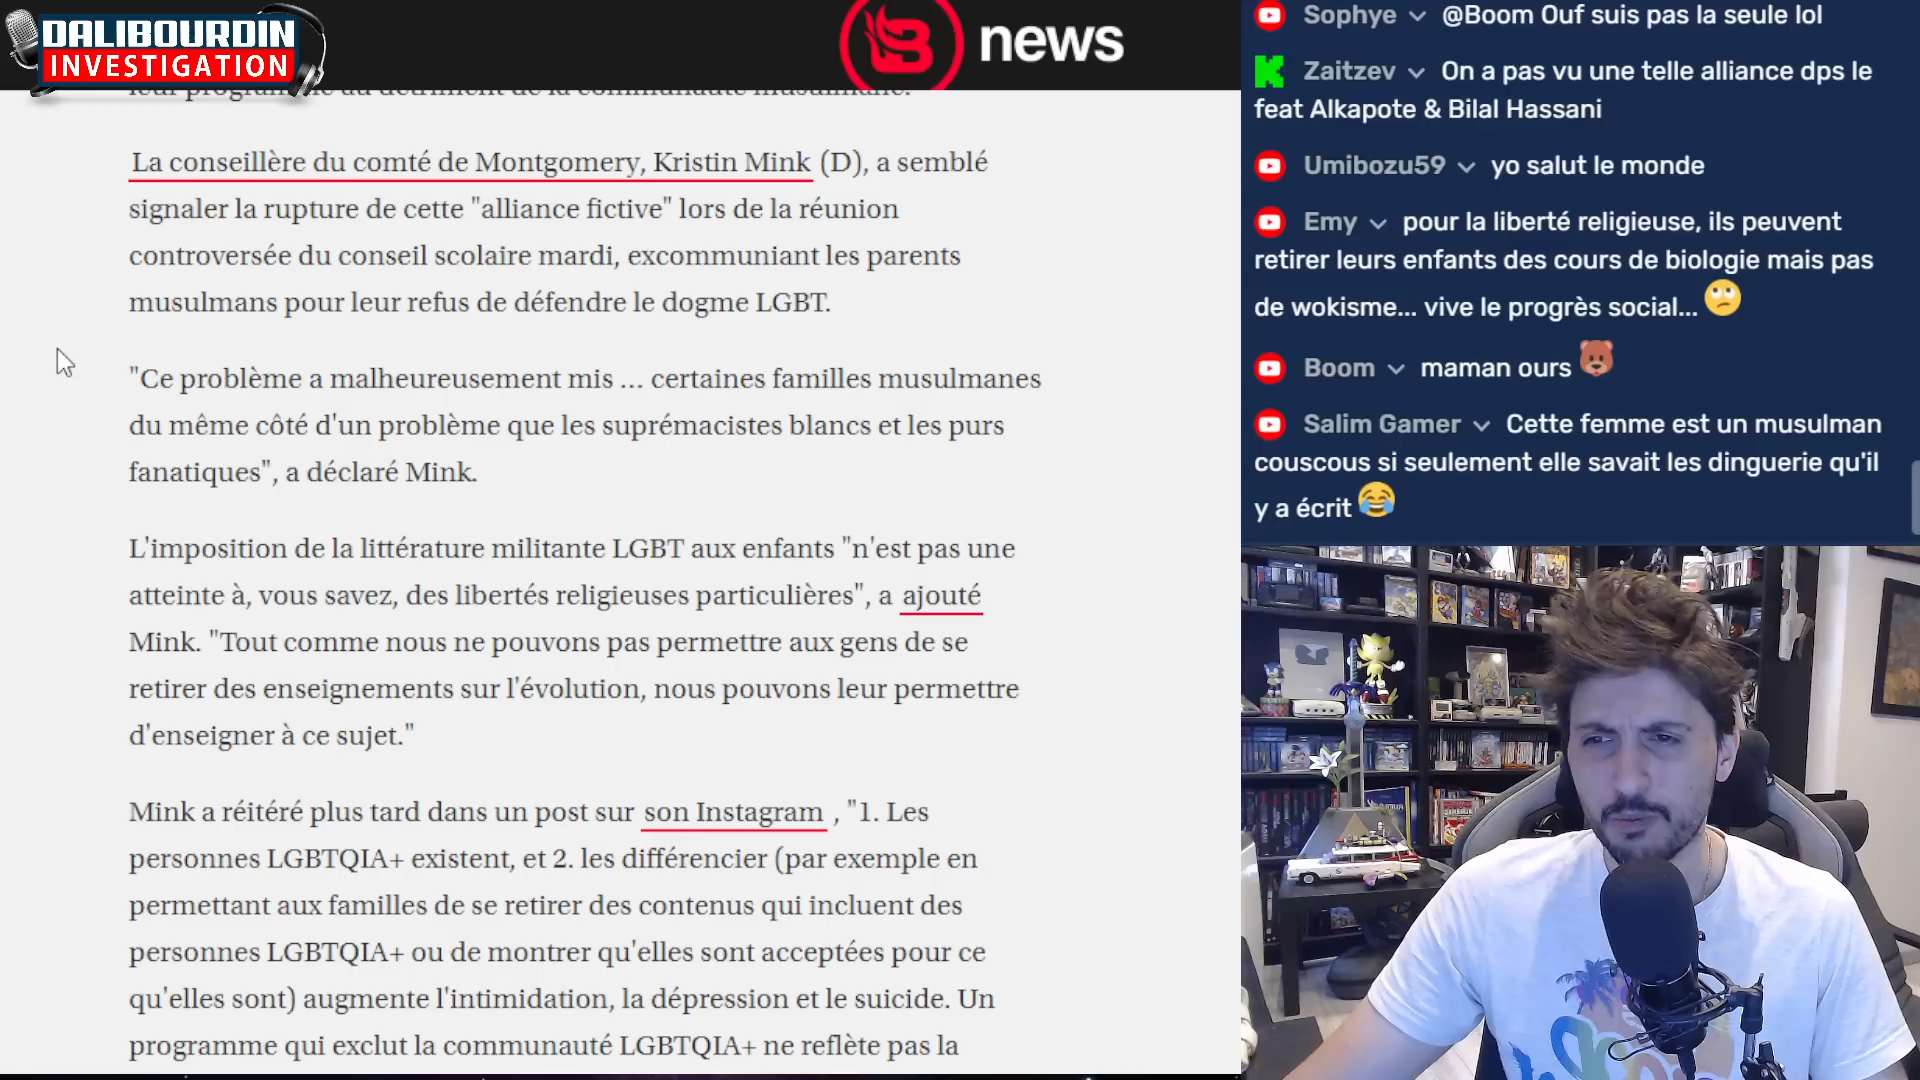 DALIBOURDIN
INVESTIGATION
B news
leur programme au détriment de la communauté musulmane.
La conseillère du comté de Montgomery, Kristin Mink (D), a semblé
signaler la rupture de cette "alliance fictive" lors de la réunion
controversée du conseil scolaire mardi, excommuniant les parents
musulmans pour leur refus de défendre le dogme LGBT.
"Ce problème a malheureusement mis ... certaines familles musulmanes
du même côté d'un problème que les suprémacistes blancs et les purs
fanatiques", a déclaré Mink.
L'imposition de la littérature militante LGBT aux enfants "n'est pas une
atteinte à, vous savez, des libertés religieuses particulières", a ajouté
Mink. "Tout comme nous ne pouvons pas permettre aux gens de se
retirer des enseignements sur l'évolution, nous pouvons leur permettre
d'enseigner à ce sujet."
Mink a réitéré plus tard dans un post sur son Instagram , "1. Les
personnes LGBTQIA+ existent, et 2. les différencier (par exemple en
permettant aux familles de se retirer des contenus qui incluent des
personnes LGBTQIA+ ou de montrer qu'elles sont acceptées pour ce
qu'elles sont) augmente l'intimidation, la dépression et le suicide. Un
programme qui exclut la communauté LGBTQIA+ ne reflète pas la
Sophye @Boom Ouf suis pas la seule lol
Zaitzev On a pas vu une telle alliance dps le
feat Alkapote & Bilal Hassani
Umibozu59 yo salut le monde
Emy pour la liberté religieuse, ils peuvent
retirer leurs enfants des cours de biologie mais pas
de wokisme... vive le progrès social... 🙄
Boom maman ours 🐻
Salim Gamer Cette femme est un musulman
couscous si seulement elle savait les dinguerie qu'il
y a écrit 😂